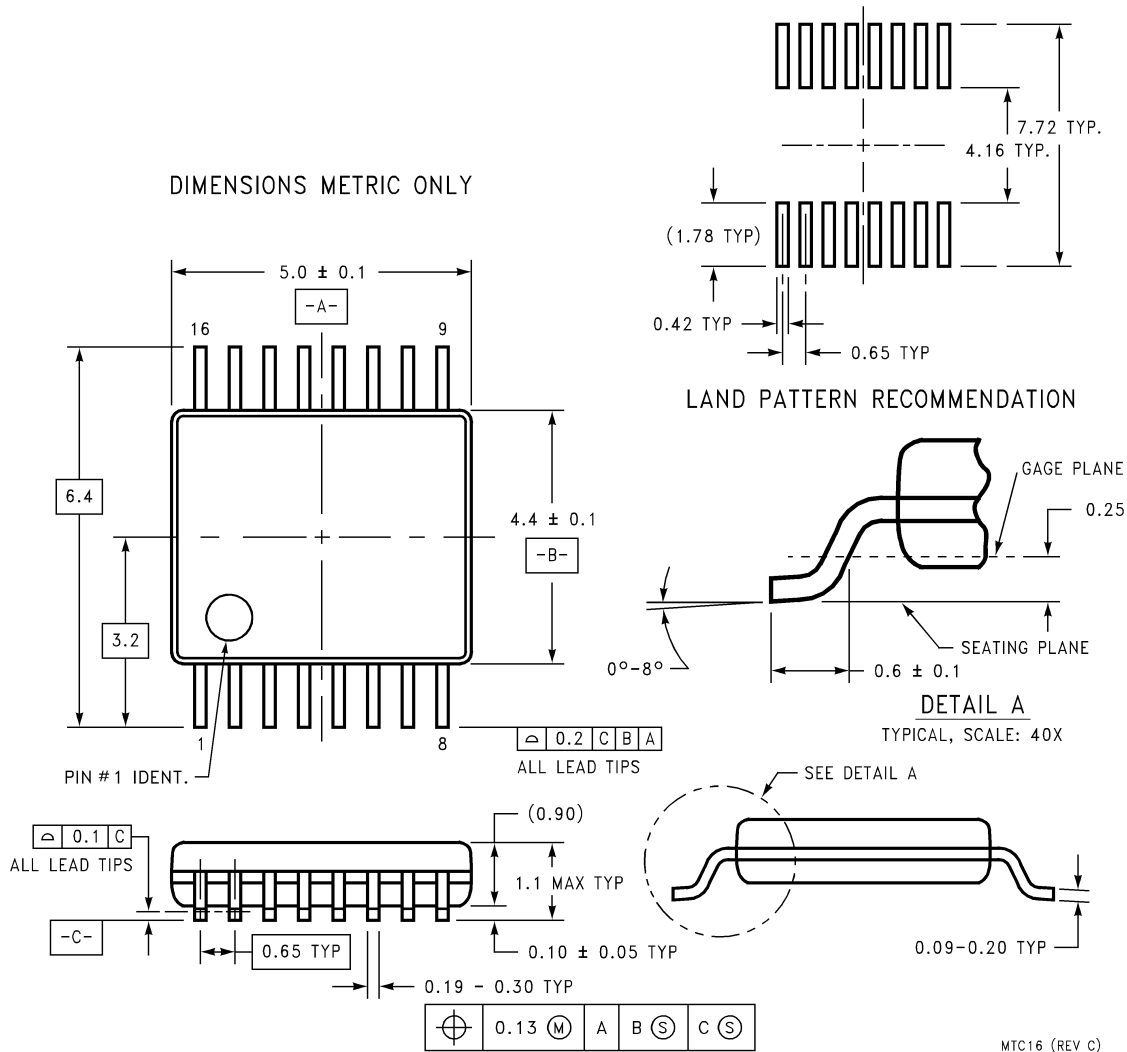 7.72 TYP.
4.16 TYP.
DIMENSIONS METRIC ONLY
(1.78 TYP)
5.0 ± 0.1
-A-
0.42 TYP
0.65 TYP
16
9
LAND PATTERN RECOMMENDATION
GAGE PLANE
6.4
4.4 ± 0.1
0.25
-B-
3.2
SEATING PLANE
0°-8°
0.6 ± 0.1
DETAIL A
TYPICAL, SCALE: 40X
1
8
⌓ 0.2 C B A
ALL LEAD TIPS
PIN #1 IDENT.
SEE DETAIL A
(0.90)
⌓ 0.1 C
ALL LEAD TIPS
1.1 MAX TYP
-C-
0.65 TYP
0.10 ± 0.05 TYP
0.09-0.20 TYP
0.19 - 0.30 TYP
⌖ 0.13 Ⓜ A B Ⓢ C Ⓢ
MTC16 (REV C)